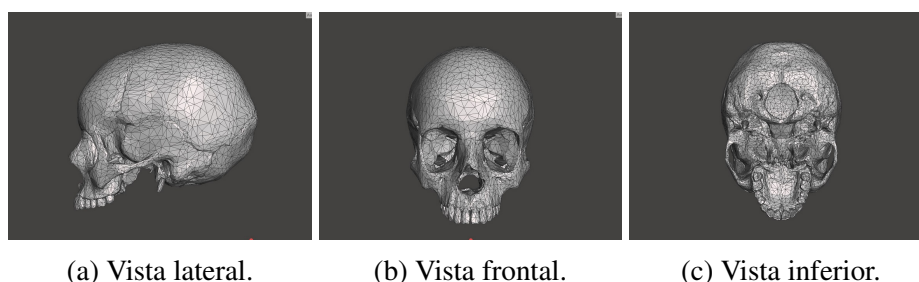 (a) Vista lateral.
(b) Vista frontal.
(c) Vista inferior.